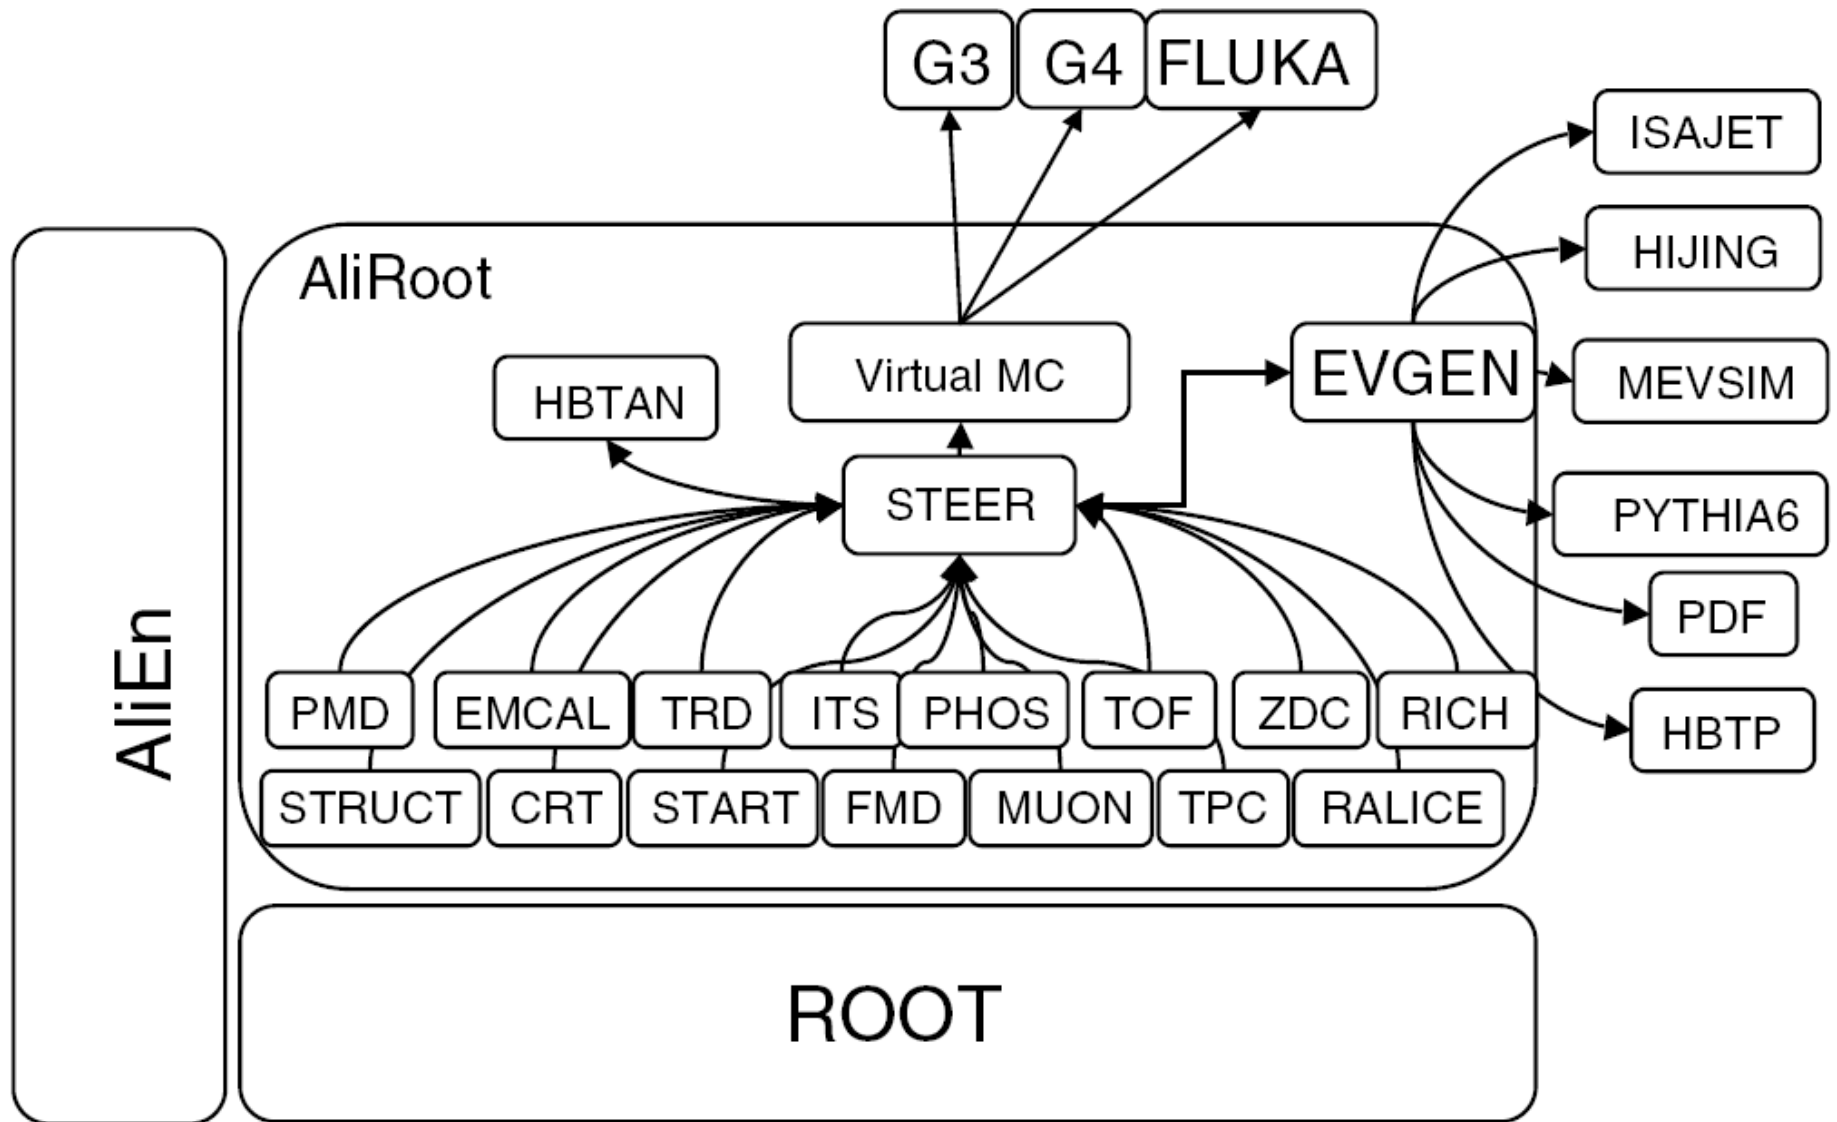 G3 G4 FLUKA
ISAJET
HIJING
AliRoot
Virtual MC
EVGEN
MEVSIM
HBTAN
STEER
PYTHIA6
PDF
AliEn
PMD EMCAL TRD ITS PHOS TOF ZDC RICH
HBTP
STRUCT CRT START FMD MUON TPC RALICE
ROOT